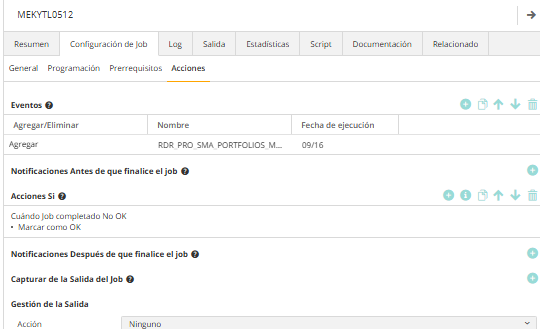 MEKYTL0512
Resumen Configuración de Job Log Salida Estadísticas Script Documentación Relacionado
General Programación Prerrequisitos Acciones
Eventos ?
Agregar/Eliminar Nombre Fecha de ejecución
Agregar RDR_PRO_SMA_PORTFOLIOS_M... 09/16
Notificaciones Antes de que finalice el job ?
Acciones Si ?
Cuándo Job completado No OK
• Marcar como OK
Notificaciones Después de que finalice el job ?
Capturar de la Salida del Job ?
Gestión de la Salida
Acción Ninguno